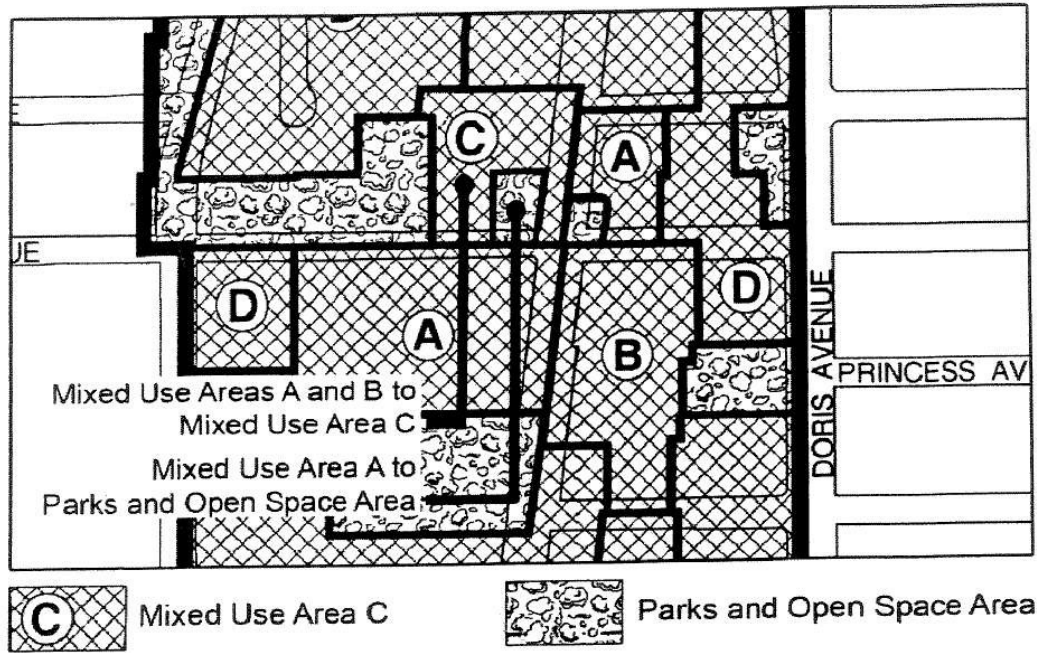 C
A
UE
D
A
D
B
Mixed Use Areas A and B to
Mixed Use Area C
Mixed Use Area A to
Parks and Open Space Area
DORIS AVENUE
PRINCESS AV
C
Mixed Use Area C
Parks and Open Space Area